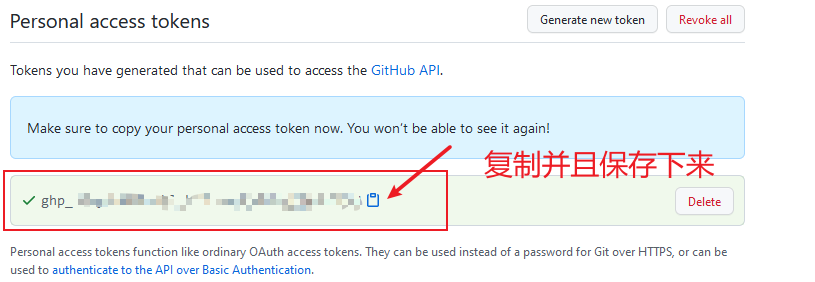 Personal access tokens
Generate new token
Revoke all
Tokens you have generated that can be used to access the GitHub API.
Make sure to copy your personal access token now. You won't be able to see it again!
复制并且保存下来
ghp_
Delete
Personal access tokens function like ordinary OAuth access tokens. They can be used instead of a password for Git over HTTPS, or can be
used to authenticate to the API over Basic Authentication.